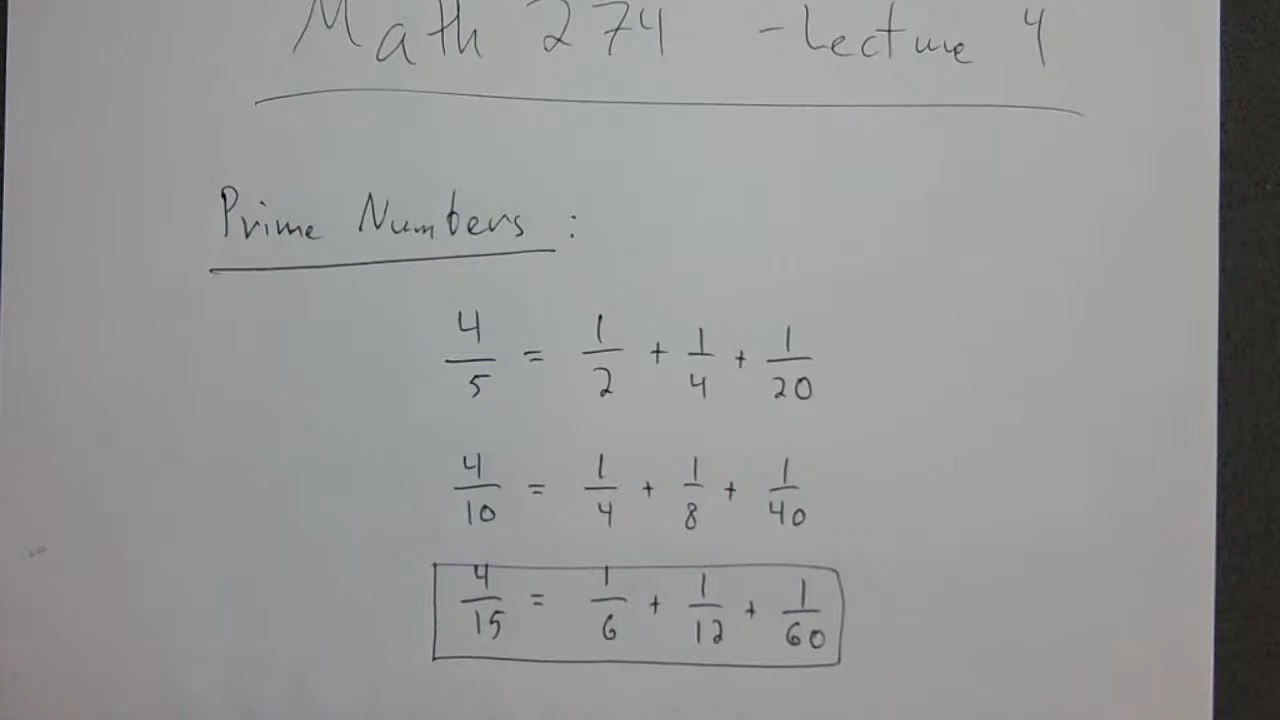 Math 274 - Lecture 4
Prime Numbers :
4/5 = 1/2 + 1/4 + 1/20
4/10 = 1/4 + 1/8 + 1/40
4/15 = 1/6 + 1/12 + 1/60